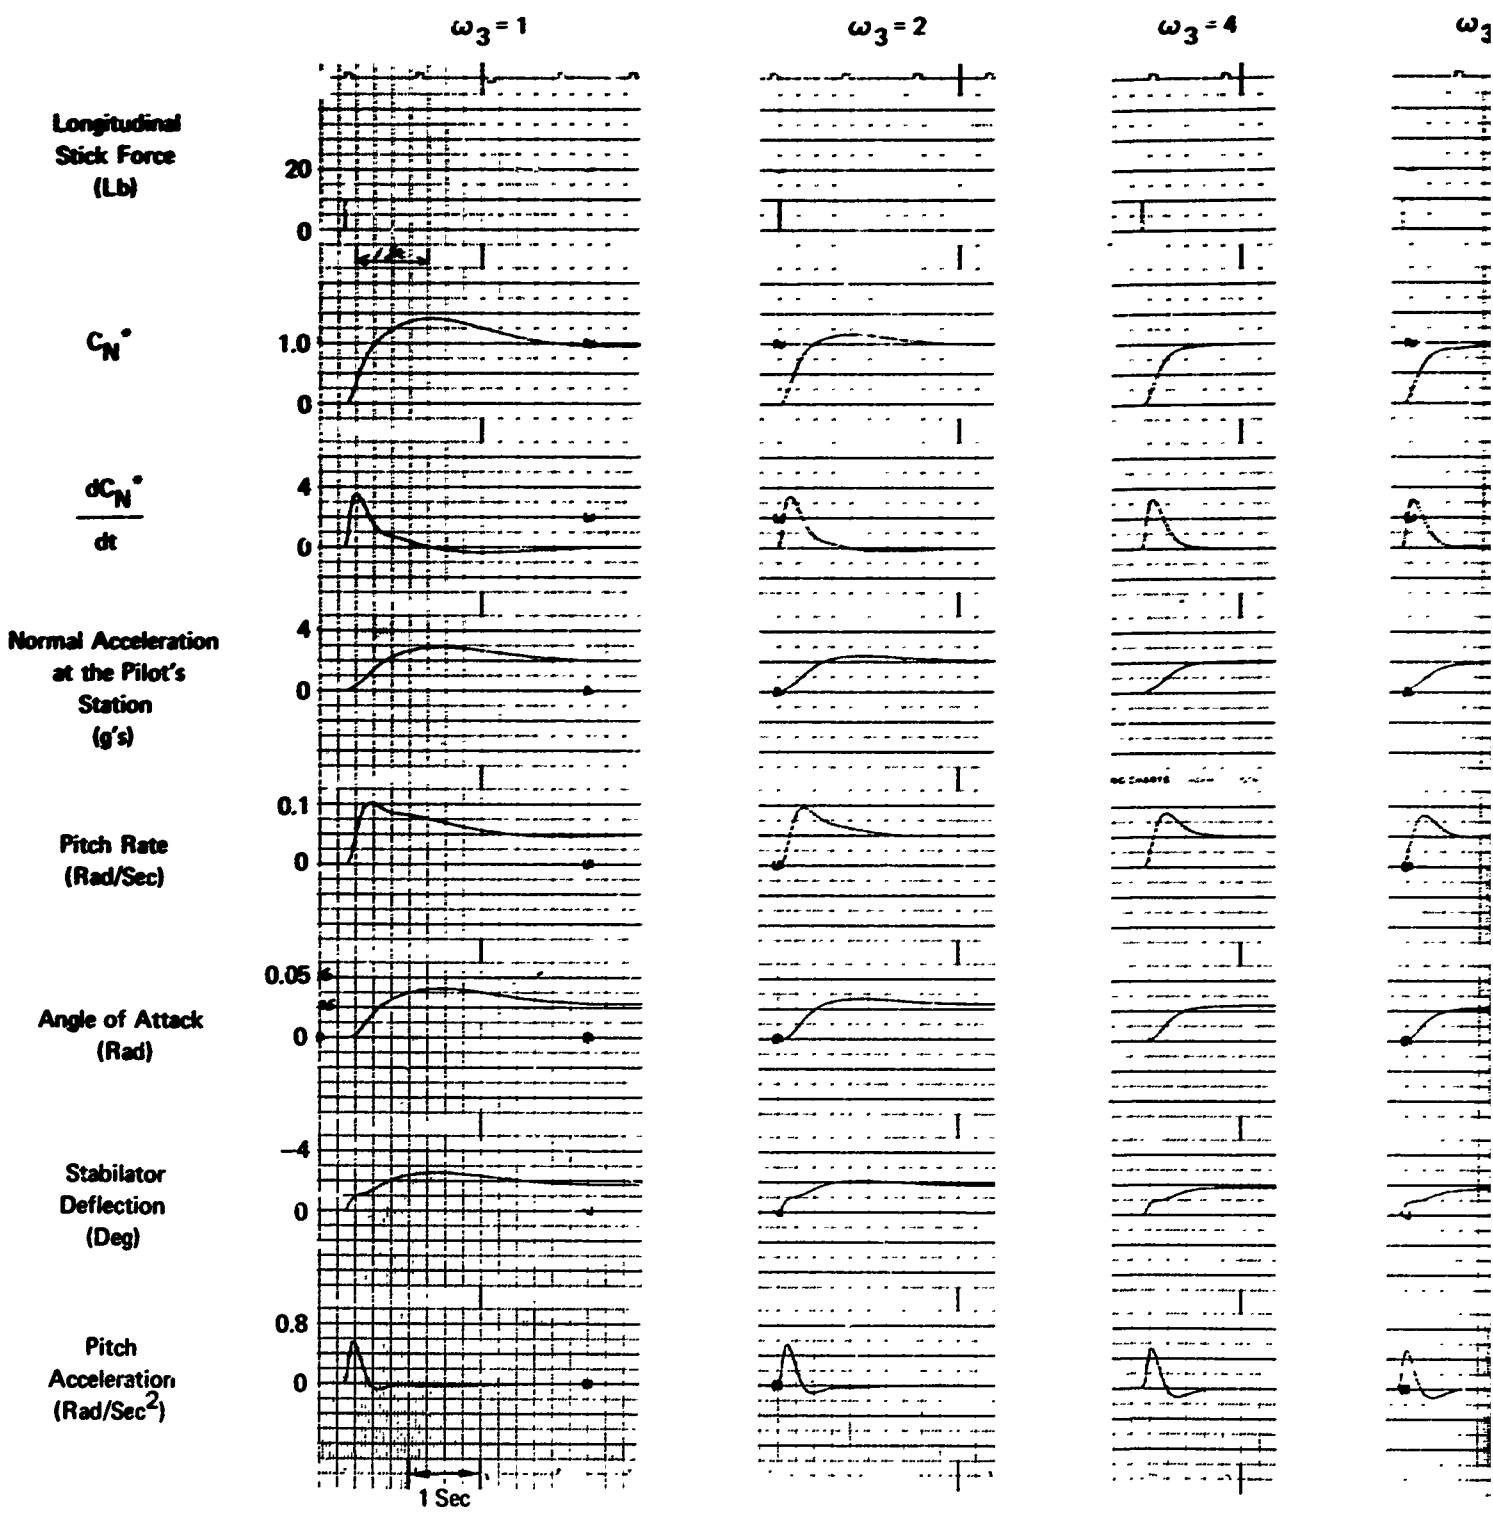 ω3 = 1
ω3 = 2
ω3 = 4
ω3
Longitudinal
Stick Force
(Lb)
20
0
CN*
1.0
0
dCN*
dt
4
0
Normal Acceleration
at the Pilot's
Station
(g's)
4
0
Pitch Rate
(Rad/Sec)
0.1
0
Angle of Attack
(Rad)
0.05
0
Stabilator
Deflection
(Deg)
−4
0
Pitch
Acceleration
(Rad/Sec2)
0.8
0
1 Sec